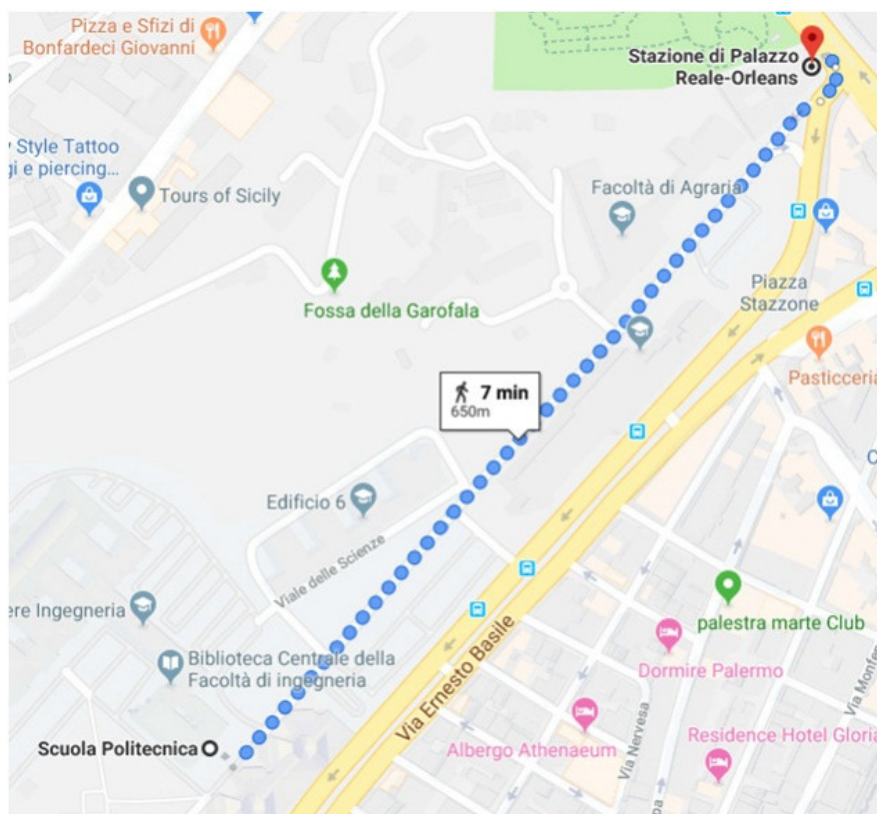 Pizza e Sfizi di
Bonfardeci Giovanni
Stazione di Palazzo
Reale-Orleans
Style Tattoo
gi e piercing...
Tours of Sicily
Facoltà di Agraria
Fossa della Garofala
Piazza
Stazzone
7 min
650m
Pasticceria
Edificio 6
Viale delle Scienze
ere Ingegneria
palestra marte Club
Biblioteca Centrale della
Facoltà di ingegneria
Via Ernesto Basile
Dormire Palermo
Via Monfer
Scuola Politecnica
Albergo Athenaeum
Via Nervesa
Residence Hotel Gloria